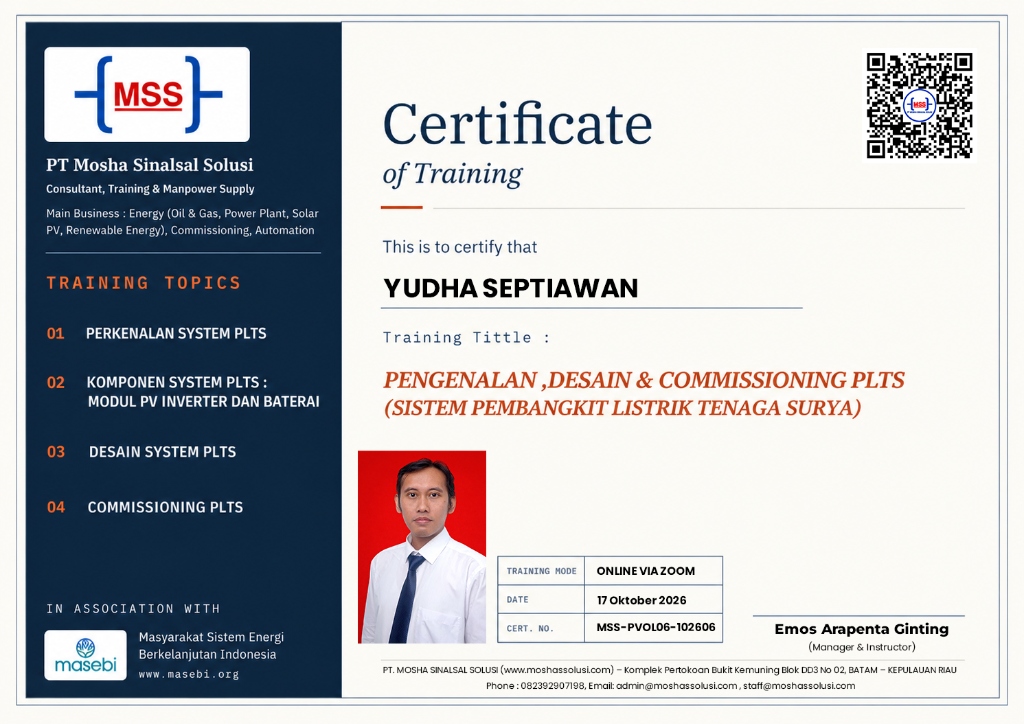 MSS
PT Mosha Sinalsal Solusi
Consultant, Training & Manpower Supply
Main Business : Energy (Oil & Gas, Power Plant, Solar
PV, Renewable Energy), Commissioning, Automation
TRAINING TOPICS
01 PERKENALAN SYSTEM PLTS
02 KOMPONEN SYSTEM PLTS :
MODUL PV INVERTER DAN BATERAI
03 DESAIN SYSTEM PLTS
04 COMMISSIONING PLTS
IN ASSOCIATION WITH
masebi
Masyarakat Sistem Energi
Berkelanjutan Indonesia
www.masebi.org
Certificate
of Training
MSS
This is to certify that
YUDHA SEPTIAWAN
Training Tittle :
PENGENALAN ,DESAIN & COMMISSIONING PLTS
(SISTEM PEMBANGKIT LISTRIK TENAGA SURYA)
TRAINING MODE ONLINE VIA ZOOM
DATE 17 Oktober 2026
CERT. NO. MSS-PVOL06-102606
Emos Arapenta Ginting
(Manager & Instructor)
PT. MOSHA SINALSAL SOLUSI (www.moshassolusi.com) – Komplek Pertokoan Bukit Kemuning Blok DD3 No 02, BATAM – KEPULAUAN RIAU
Phone : 082392907198, Email: admin@moshassolusi.com , staff@moshassolusi.com